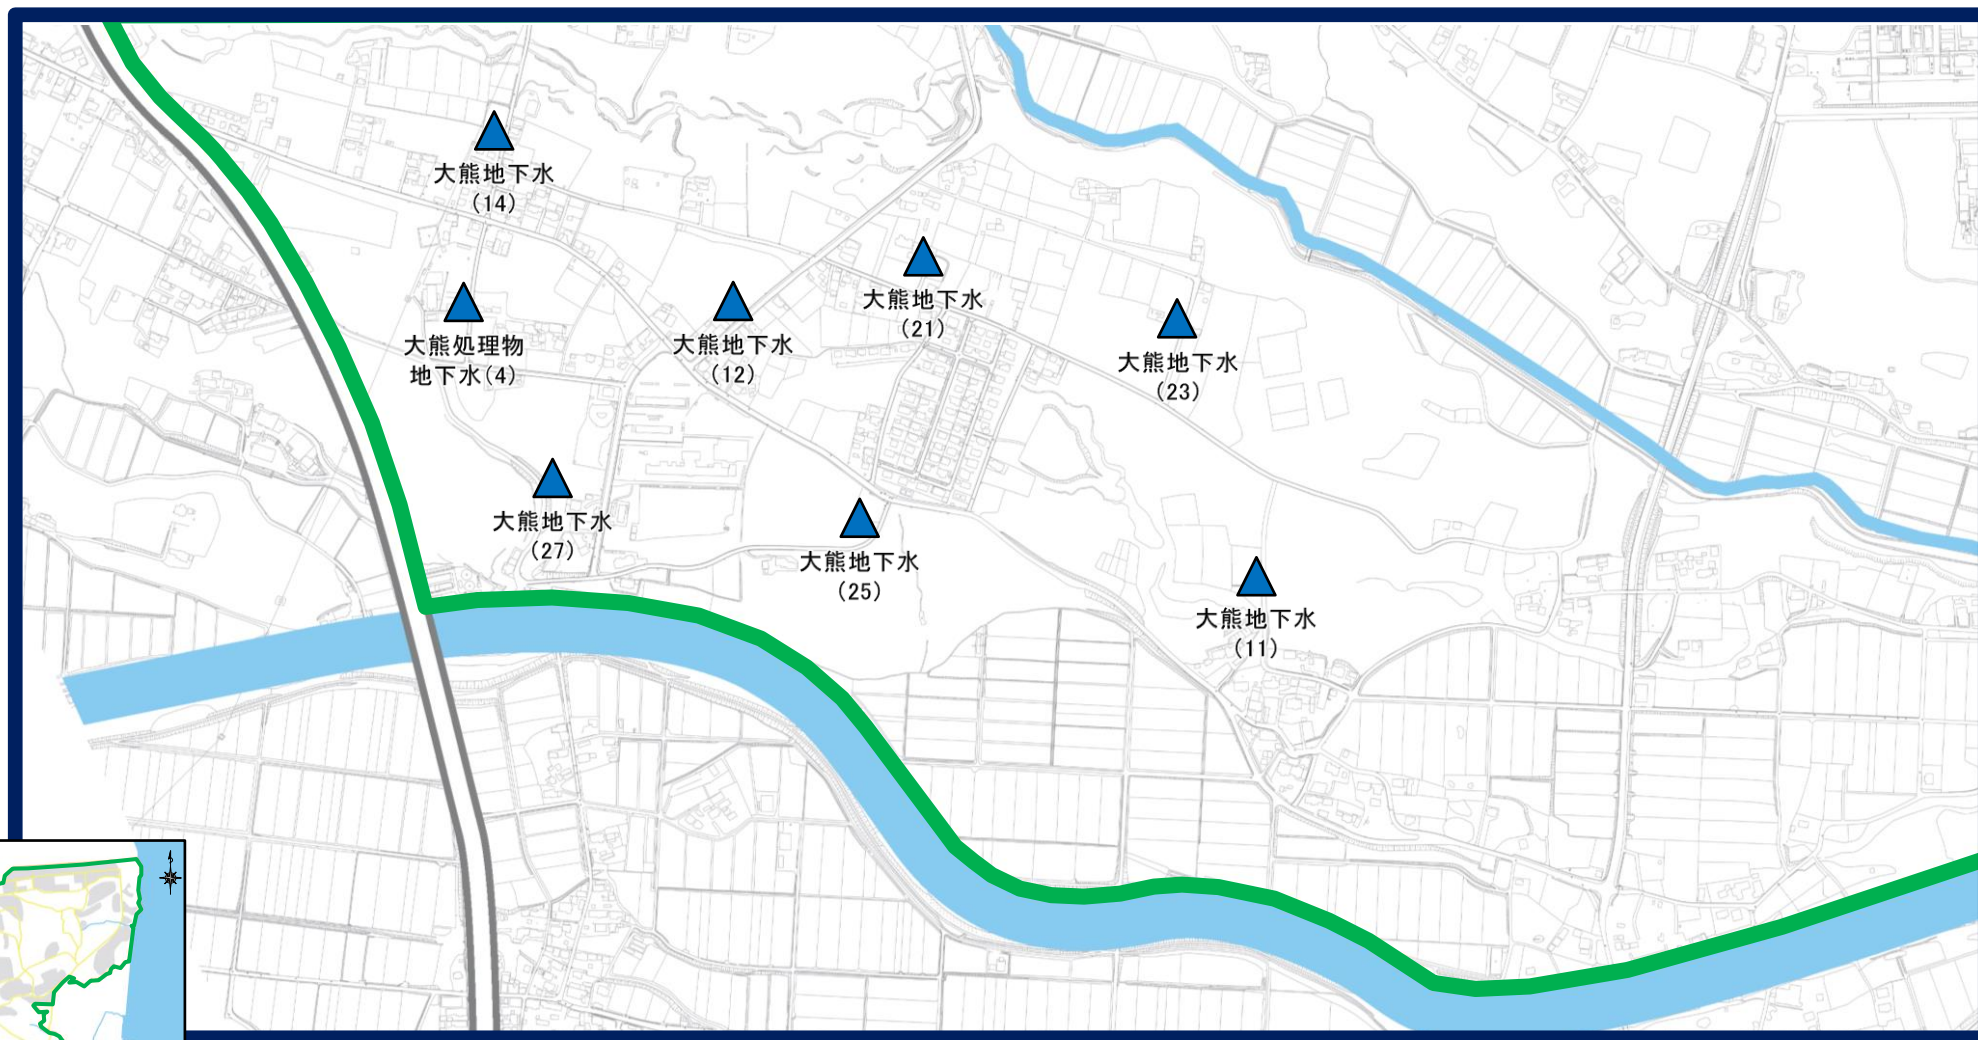 大熊地下水
(14)
大熊処理物
地下水(4)
大熊地下水
(12)
大熊地下水
(21)
大熊地下水
(23)
大熊地下水
(27)
大熊地下水
(25)
大熊地下水
(11)